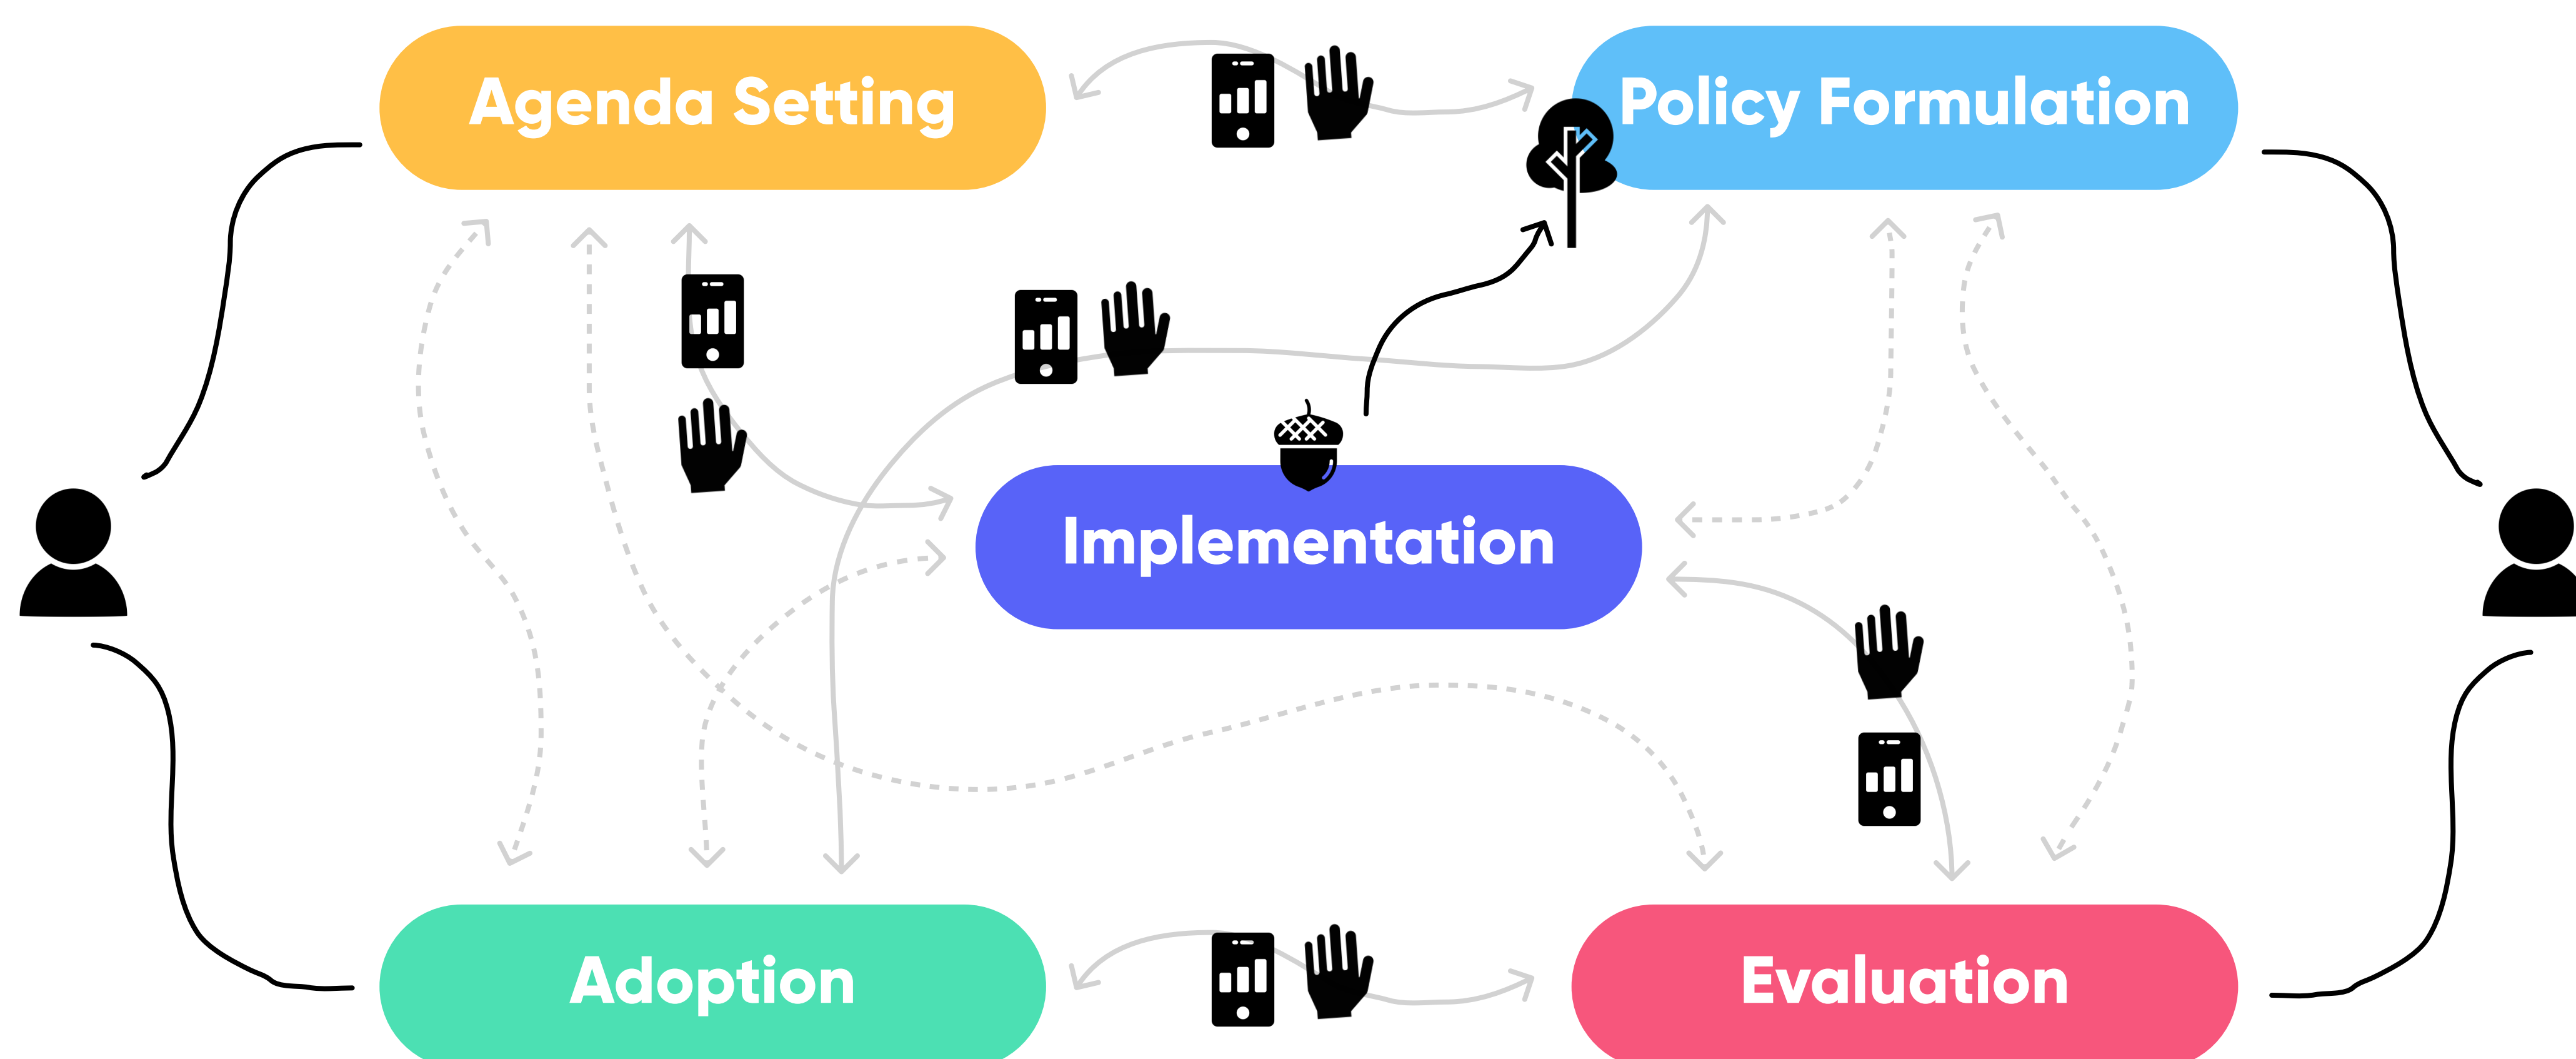 Agenda Setting
Policy Formulation
Implementation
Adoption
Evaluation